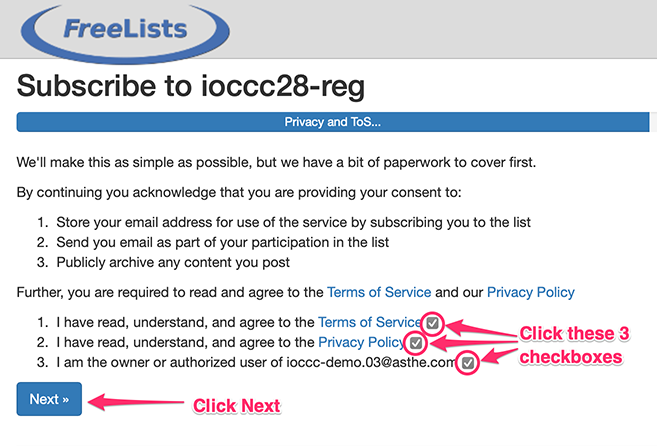 FreeLists
Subscribe to ioccc28-reg
Privacy and ToS...
We'll make this as simple as possible, but we have a bit of paperwork to cover first.
By continuing you acknowledge that you are providing your consent to:
1. Store your email address for use of the service by subscribing you to the list
2. Send you email as part of your participation in the list
3. Publicly archive any content you post
Further, you are required to read and agree to the Terms of Service and our Privacy Policy
1. I have read, understand, and agree to the Terms of Service
2. I have read, understand, and agree to the Privacy Policy
3. I am the owner or authorized user of ioccc-demo.03@asthe.com
Click these 3
checkboxes
Next »
Click Next